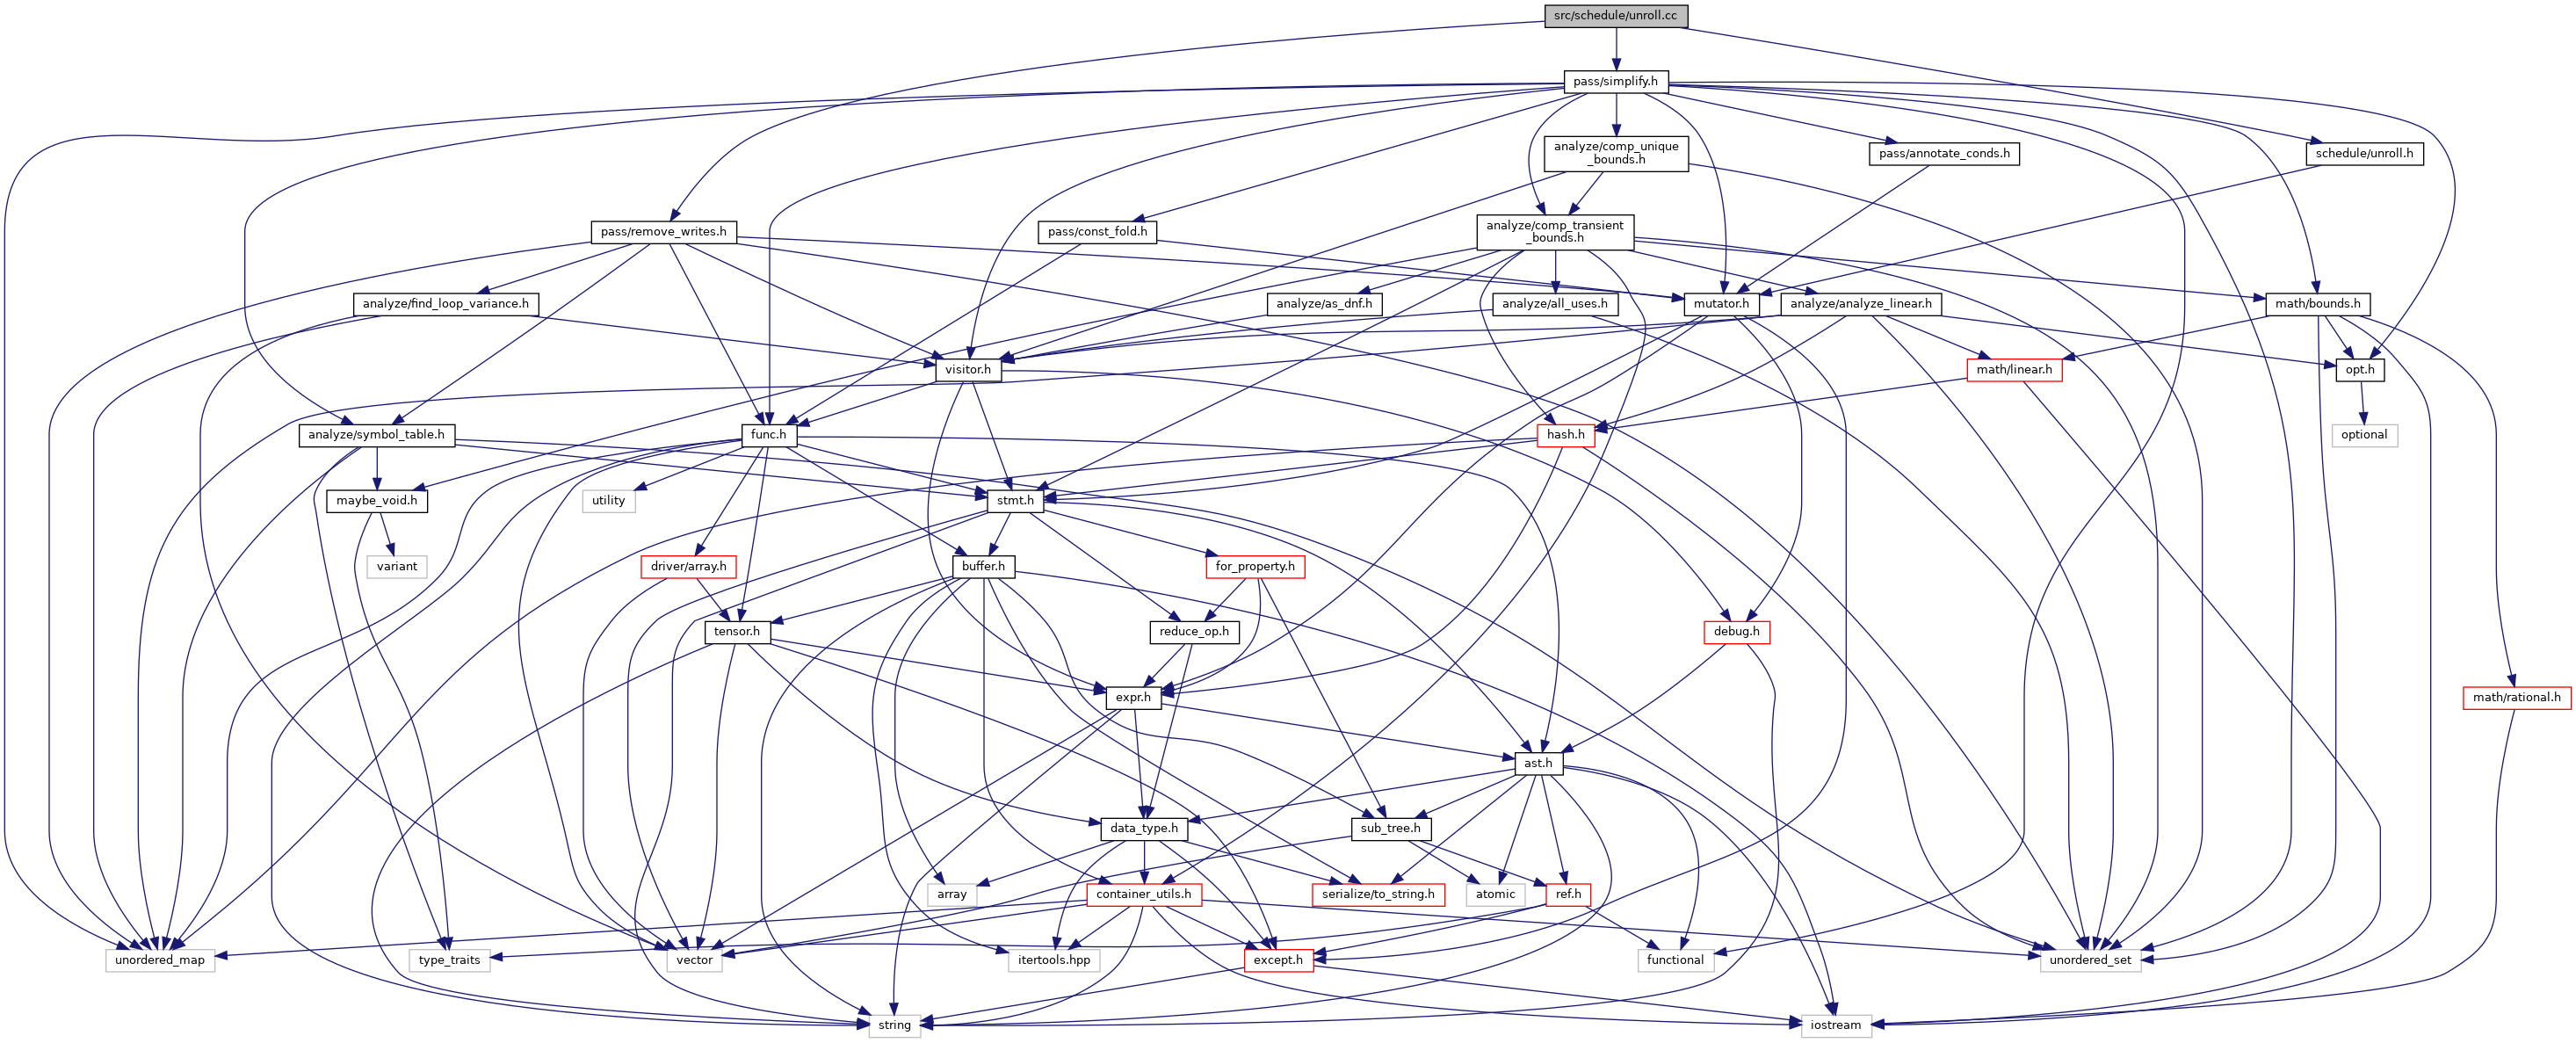 src/schedule/unroll.cc
pass/simplify.h
analyze/comp_unique
_bounds.h
pass/annotate_conds.h
schedule/unroll.h
pass/remove_writes.h
pass/const_fold.h
analyze/comp_transient
_bounds.h
analyze/find_loop_variance.h
analyze/as_dnf.h
analyze/all_uses.h
mutator.h
analyze/analyze_linear.h
math/bounds.h
visitor.h
math/linear.h
opt.h
analyze/symbol_table.h
func.h
hash.h
optional
maybe_void.h
utility
stmt.h
variant
driver/array.h
buffer.h
for_property.h
tensor.h
reduce_op.h
debug.h
expr.h
math/rational.h
ast.h
data_type.h
sub_tree.h
array
container_utils.h
serialize/to_string.h
atomic
ref.h
unordered_map
type_traits
vector
itertools.hpp
except.h
functional
unordered_set
string
iostream